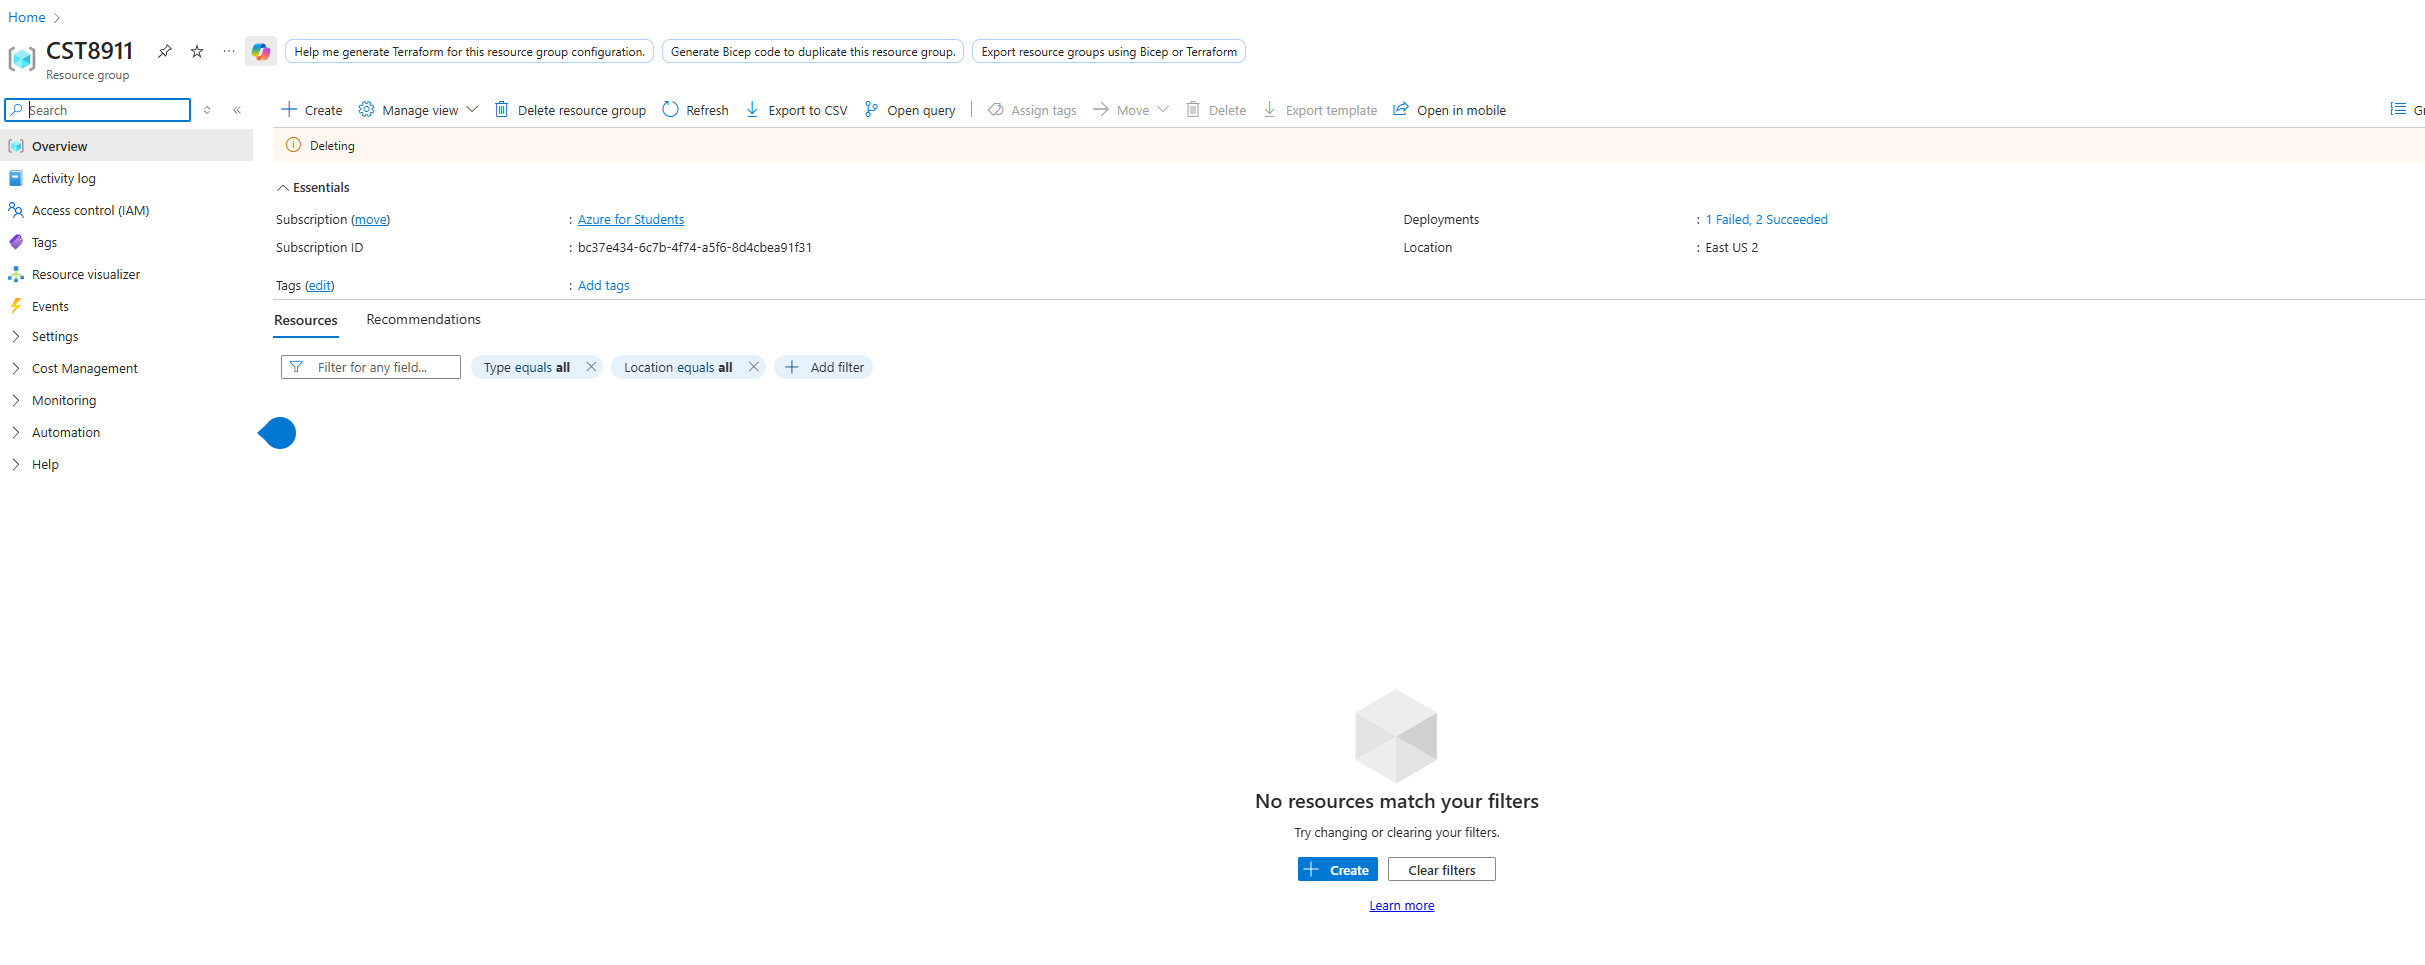 Home
CST8911
Resource group
Help me generate Terraform for this resource group configuration.
Generate Bicep code to duplicate this resource group.
Export resource groups using Bicep or Terraform
Search
Create
Manage view
Delete resource group
Refresh
Export to CSV
Open query
Assign tags
Move
Delete
Export template
Open in mobile
Overview
Activity log
Access control (IAM)
Tags
Resource visualizer
Events
Settings
Cost Management
Monitoring
Automation
Help
Deleting
Essentials
Subscription (move) : Azure for Students
Subscription ID : bc37e434-6c7b-4f74-a5f6-8d4cbea91f31
Deployments : 1 Failed, 2 Succeeded
Location : East US 2
Tags (edit) : Add tags
Resources
Recommendations
Filter for any field...
Type equals all
Location equals all
Add filter
No resources match your filters
Try changing or clearing your filters.
Create
Clear filters
Learn more